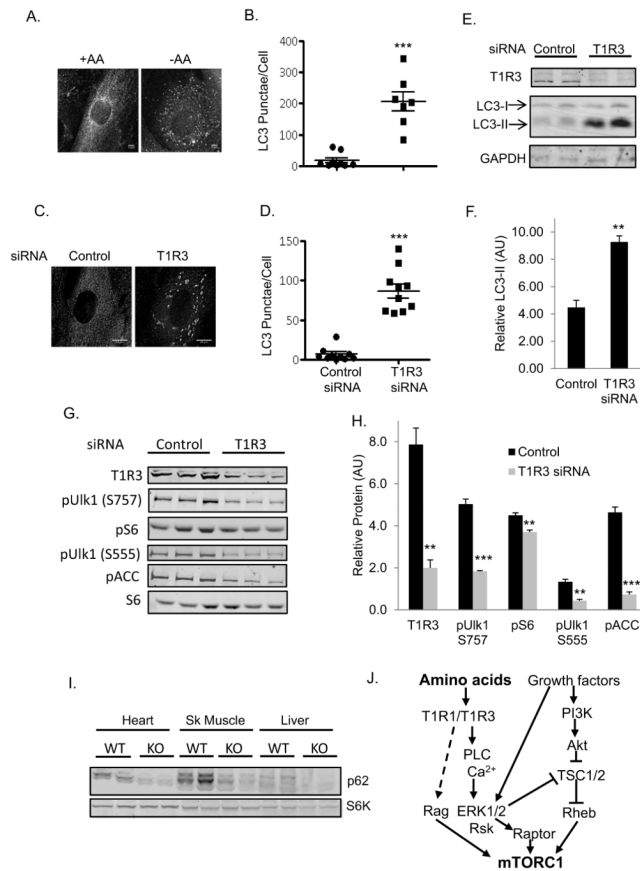 A.
+AA
-AA
B.
LC3 Punctae/Cell
400
300
200
100
0
***
C.
siRNA Control T1R3
D.
LC3 Punctae/Cell
150
100
50
0
***
Control siRNA
T1R3 siRNA
E.
siRNA Control T1R3
T1R3
LC3-I
LC3-II
GAPDH
F.
Relative LC3-II (AU)
10.00
8.00
6.00
4.00
2.00
0.00
**
Control
T1R3 siRNA
G.
siRNA Control T1R3
T1R3
pUlk1 (S757)
pS6
pUlk1 (S555)
pACC
S6
H.
Relative Protein (AU)
8.0
6.0
4.0
2.0
0.0
Control
T1R3 siRNA
**
***
**
**
***
T1R3
pUlk1 S757
pS6
pUlk1 S555
pACC
I.
Heart Sk Muscle Liver
WT KO WT KO WT KO
p62
S6K
J.
Amino acids
Growth factors
T1R1/T1R3
PI3K
PLC
Ca2+
Akt
TSC1/2
Rag
ERK1/2
Rsk
Rheb
Raptor
mTORC1